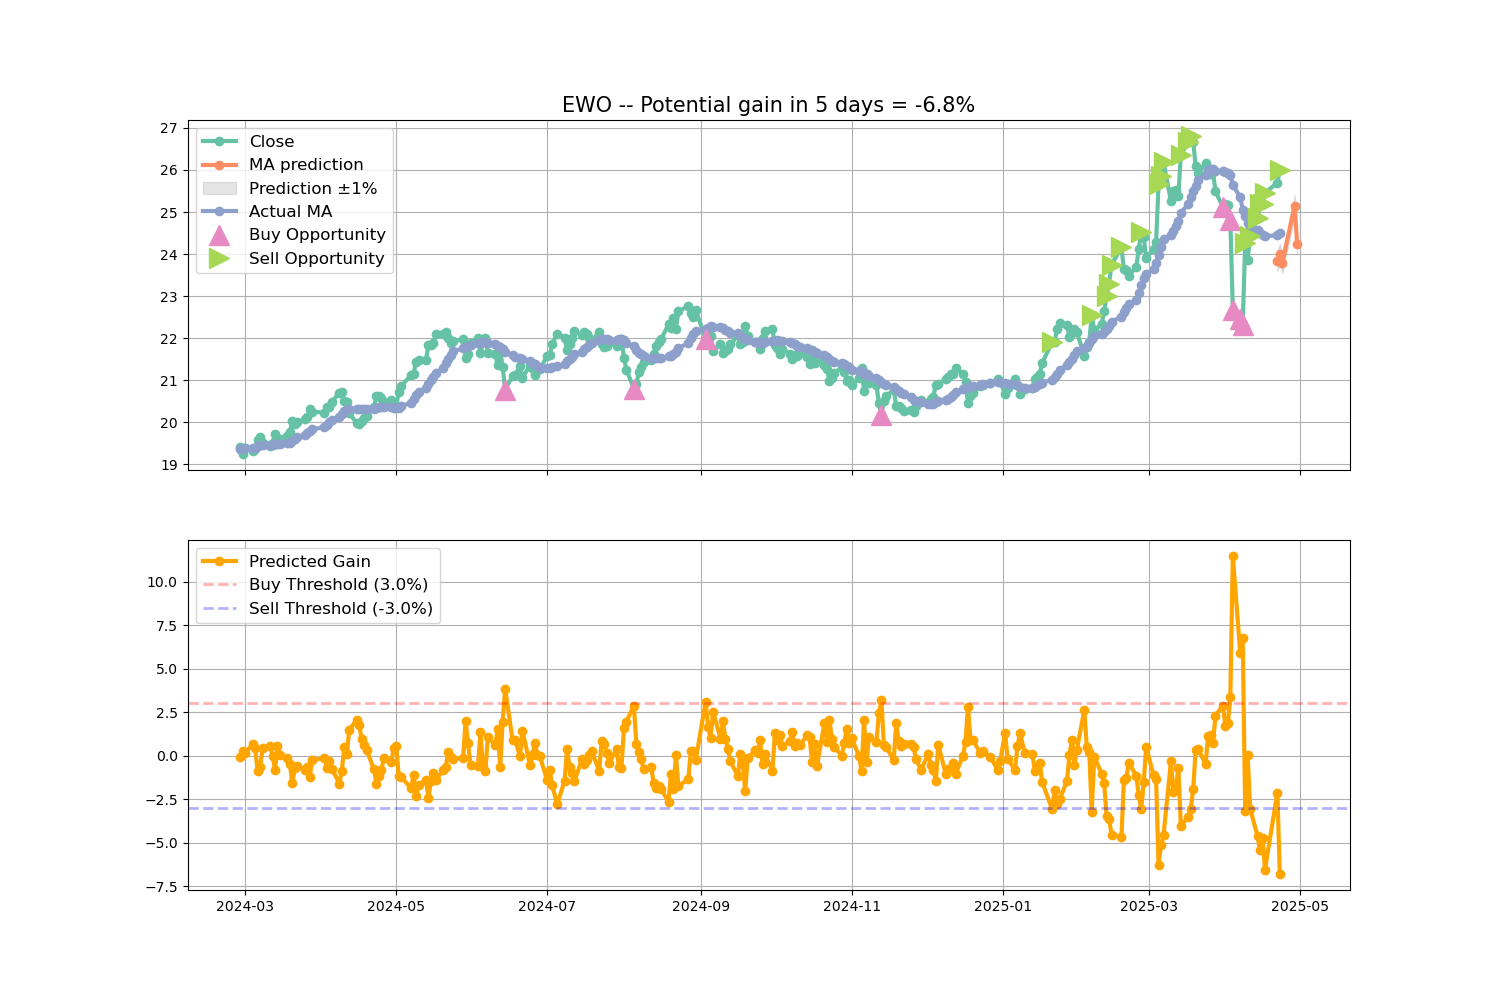 EWO -- Potential gain in 5 days = -6.8%
27
26
25
24
23
22
21
20
19
Close
MA prediction
Prediction ±1%
Actual MA
Buy Opportunity
Sell Opportunity
10.0
7.5
5.0
2.5
0.0
−2.5
−5.0
−7.5
Predicted Gain
Buy Threshold (3.0%)
Sell Threshold (-3.0%)
2024-03
2024-05
2024-07
2024-09
2024-11
2025-01
2025-03
2025-05